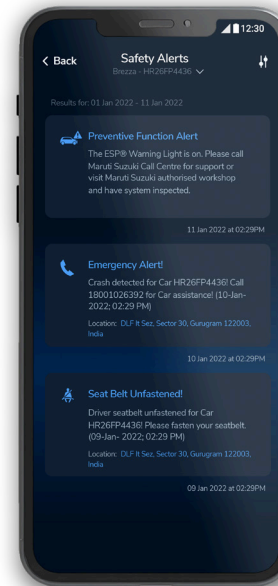 12:30
< Back Safety Alerts
Brezza - HR26FP4436
Results for: 01 Jan 2022 - 11 Jan 2022
Preventive Function Alert
The ESP® Warning Light is on. Please call
Maruti Suzuki Call Center for support or
visit Maruti Suzuki authorised workshop
and have system inspected.
11 Jan 2022 at 02:29PM
Emergency Alert!
Crash detected for Car HR26FP4436! Call
18001026392 for Car assistance! (10-Jan-
2022; 02:29 PM)
Location: DLF It Sez, Sector 30, Gurugram 122003,
India
10 Jan 2022 at 02:29PM
Seat Belt Unfastened!
Driver seatbelt unfastened for Car
HR26FP4436! Please fasten your seatbelt.
(09-Jan- 2022; 02:29 PM)
Location: DLF It Sez, Sector 30, Gurugram 122003,
India
09 Jan 2022 at 02:29PM